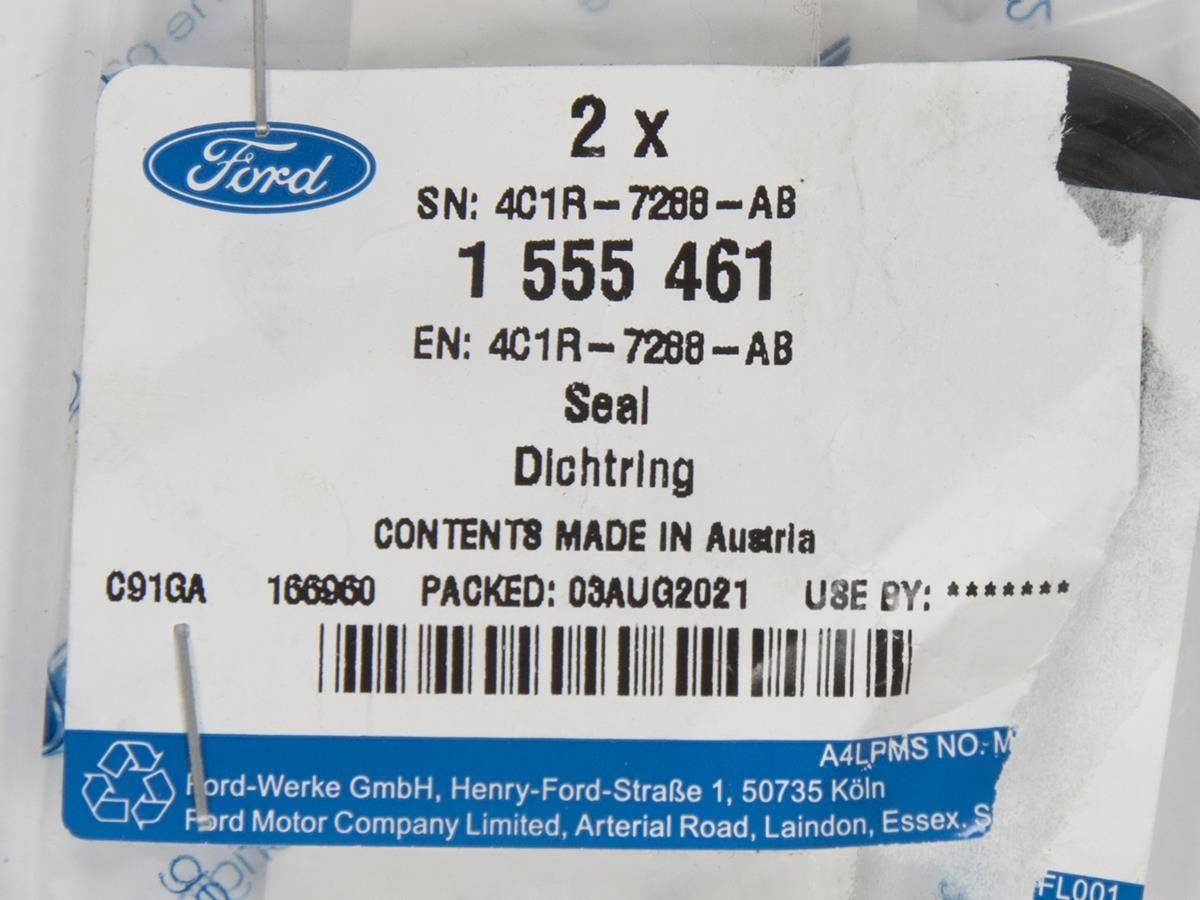 Ford
2 x
SN: 4C1R-7288-AB
1 555 461
EN: 4C1R-7288-AB
Seal
Dichtring
CONTENTS MADE IN Austria
C91GA 166960 PACKED: 03AUG2021 USE BY: *******
A4LPMS NO. M
Ford-Werke GmbH, Henry-Ford-Straße 1, 50735 Köln
Ford Motor Company Limited, Arterial Road, Laindon, Essex. S
FL001